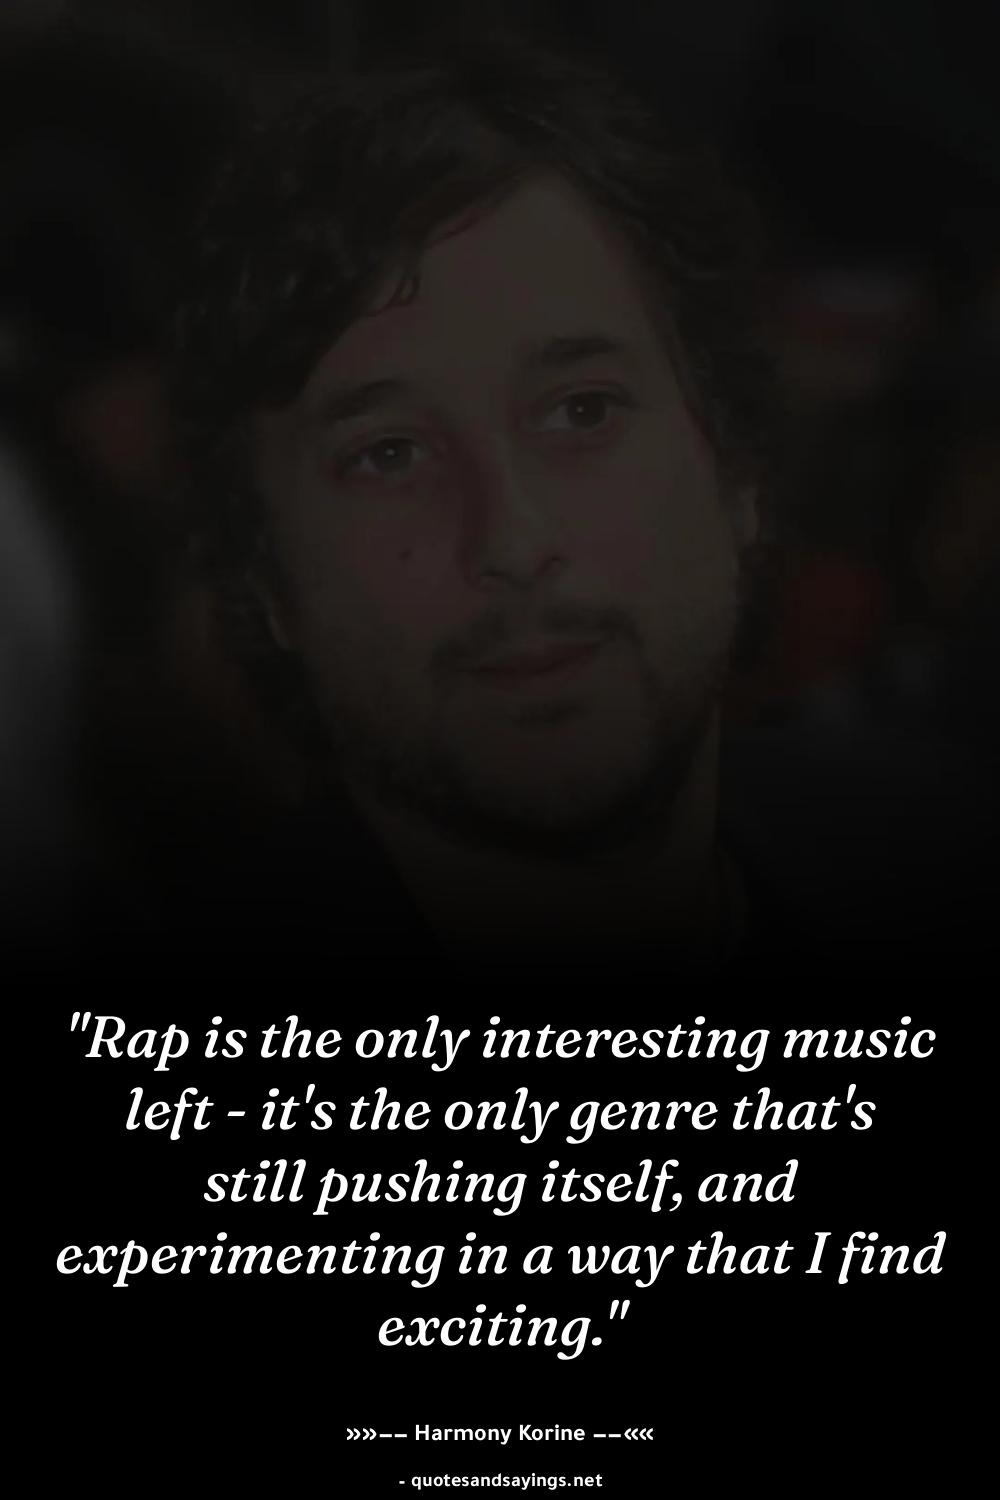 "Rap is the only interesting music
left - it's the only genre that's
still pushing itself, and
experimenting in a way that I find
exciting."
»»−− Harmony Korine −−««
- quotesandsayings.net